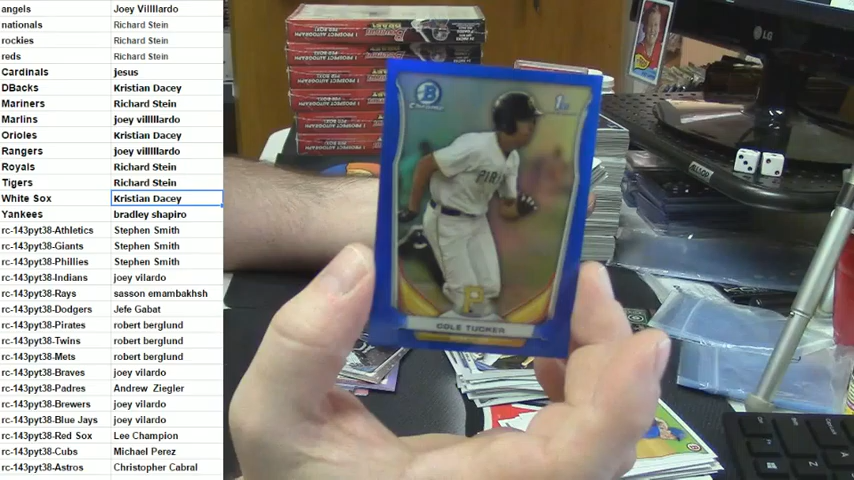 angels Joey Villlardo
nationals Richard Stein
rockies Richard Stein
reds Richard Stein
Cardinals jesus
DBacks Kristian Dacey
Mariners Richard Stein
Marlins joey villlllardo
Orioles Kristian Dacey
Rangers joey villlllardo
Royals Richard Stein
Tigers Richard Stein
White Sox Kristian Dacey
Yankees bradley shapiro
rc-143pyt38-Athletics Stephen Smith
rc-143pyt38-Giants Stephen Smith
rc-143pyt38-Phillies Stephen Smith
rc-143pyt38-Indians joey vilardo
rc-143pyt38-Rays sasson emambakhsh
rc-143pyt38-Dodgers Jefe Gabat
rc-143pyt38-Pirates robert berglund
rc-143pyt38-Twins robert berglund
rc-143pyt38-Mets robert berglund
rc-143pyt38-Braves joey vilardo
rc-143pyt38-Padres Andrew Ziegler
rc-143pyt38-Brewers joey vilardo
rc-143pyt38-Blue Jays joey vilardo
rc-143pyt38-Red Sox Lee Champion
rc-143pyt38-Cubs Michael Perez
rc-143pyt38-Astros Christopher Cabral
B
1st
PIR
P
COLE TUCKER
LG